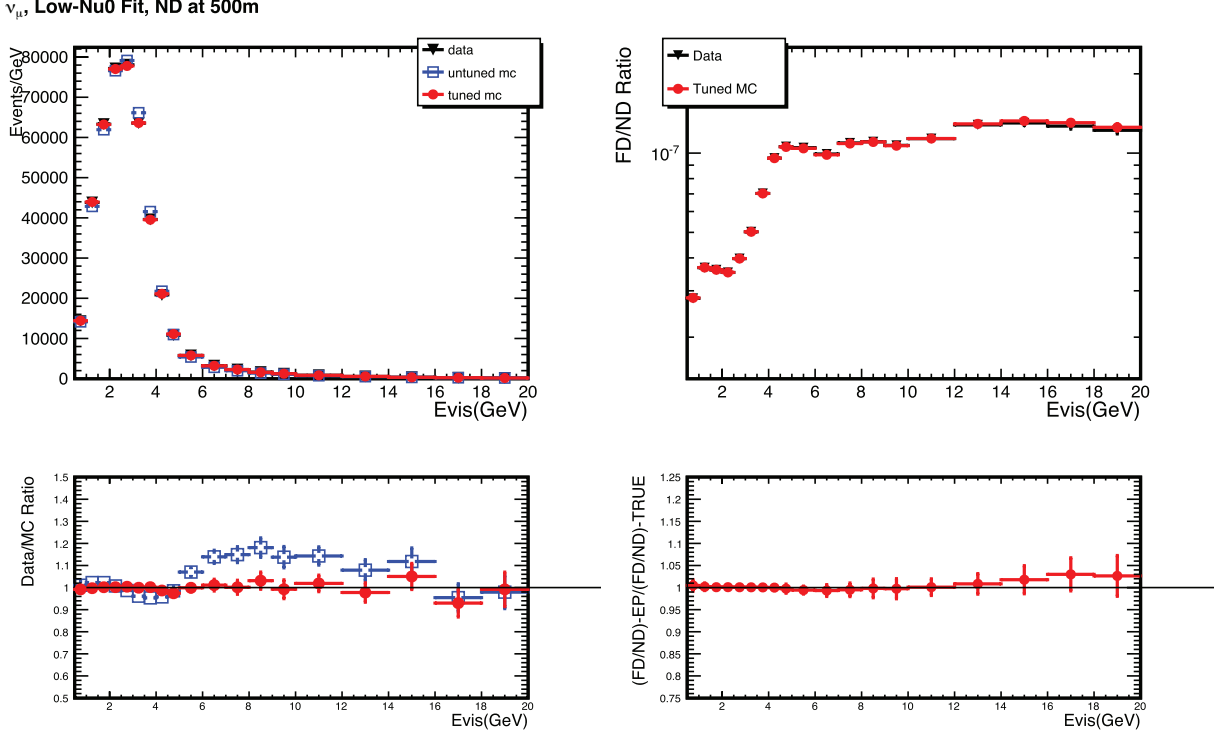 νμ, Low-Nu0 Fit, ND at 500m
Events/GeV
80000
70000
60000
50000
40000
30000
20000
10000
0
data
untuned mc
tuned mc
2 4 6 8 10 12 14 16 18 20
Evis(GeV)
FD/ND Ratio
10-7
Data
Tuned MC
2 4 6 8 10 12 14 16 18 20
Evis(GeV)
Data/MC Ratio
1.5
1.4
1.3
1.2
1.1
1
0.9
0.8
0.7
0.6
0.5
2 4 6 8 10 12 14 16 18 20
Evis(GeV)
(FD/ND)-EP/(FD/ND)-TRUE
1.25
1.2
1.15
1.1
1.05
1
0.95
0.9
0.85
0.8
0.75
2 4 6 8 10 12 14 16 18 20
Evis(GeV)